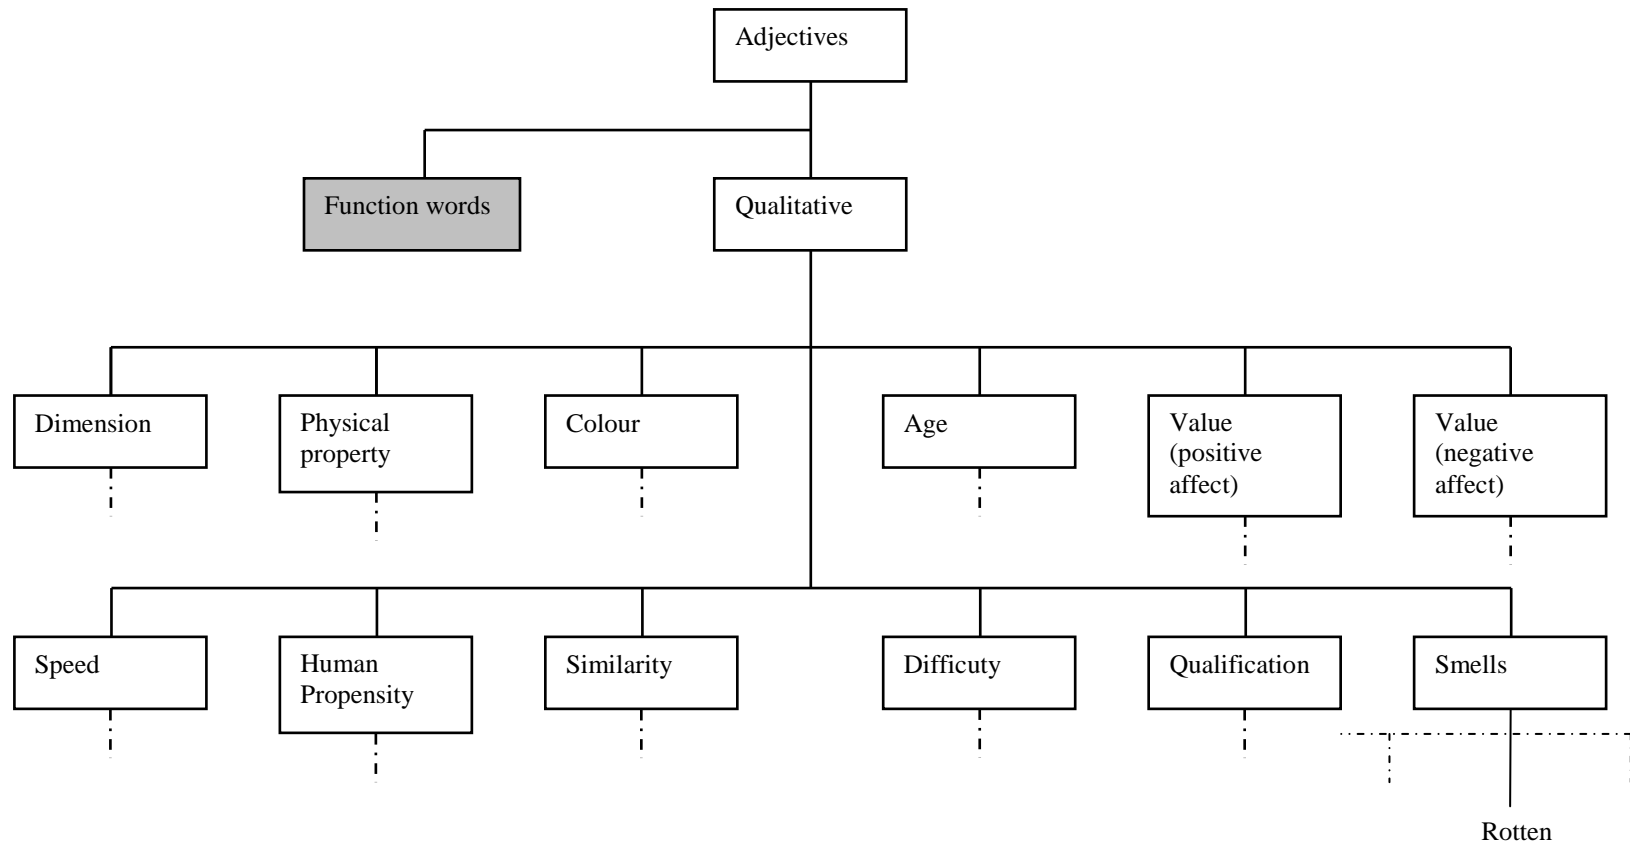 Adjectives
Function words
Qualitative
Dimension
Physical
property
Colour
Age
Value
(positive
affect)
Value
(negative
affect)
Speed
Human
Propensity
Similarity
Difficuty
Qualification
Smells
Rotten